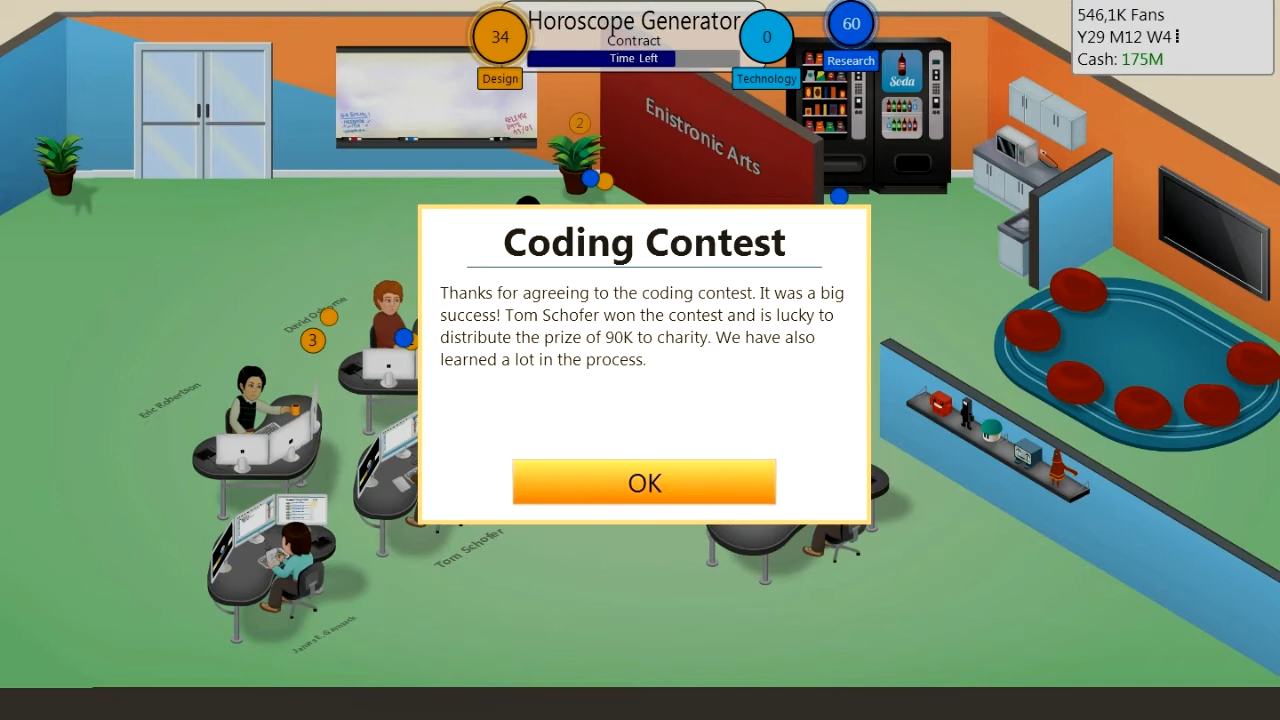 34
Design
Horoscope Generator
Contract
Time Left
0
Technology
60
Research
546,1K Fans
Y29 M12 W4
Cash: 175M
Soda
2
Enistronic Arts
Coding Contest
Thanks for agreeing to the coding contest. It was a big
success! Tom Schofer won the contest and is lucky to
distribute the prize of 90K to charity. We have also
learned a lot in the process.
OK
3
Eric Robertson
Tom Schofer